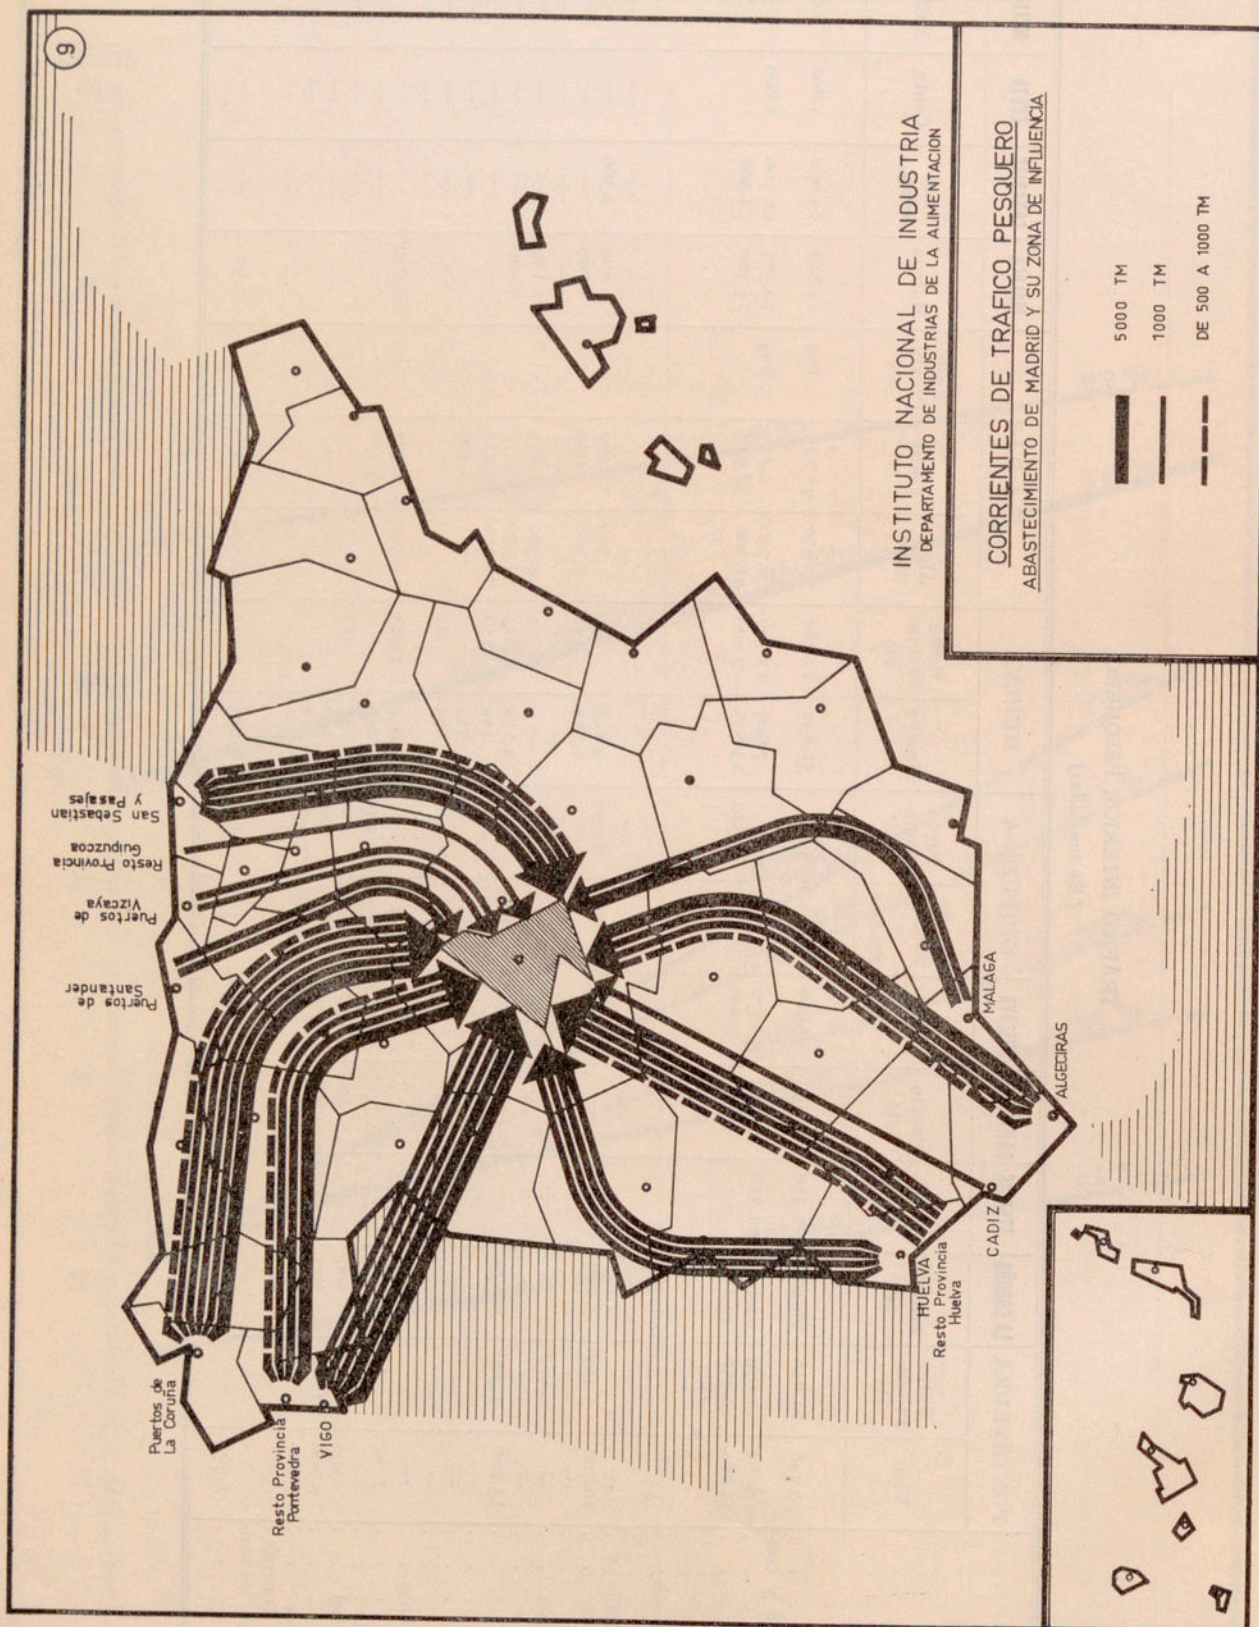 9
San Sebastian
y Pasajes
Resto Provincia
Guipuzcoa
Puertos de
Vizcaya
Puertos de
Santander
Puertos de
La Coruña
Resto Provincia
Pontevedra
VIGO
HUELVA
Resto Provincia
Huelva
CADIZ
ALGECIRAS
MALAGA
INSTITUTO NACIONAL DE INDUSTRIA
DEPARTAMENTO DE INDUSTRIAS DE LA ALIMENTACION
CORRIENTES DE TRAFICO PESQUERO
ABASTECIMIENTO DE MADRID Y SU ZONA DE INFLUENCIA
5000 TM
1000 TM
DE 500 A 1000 TM